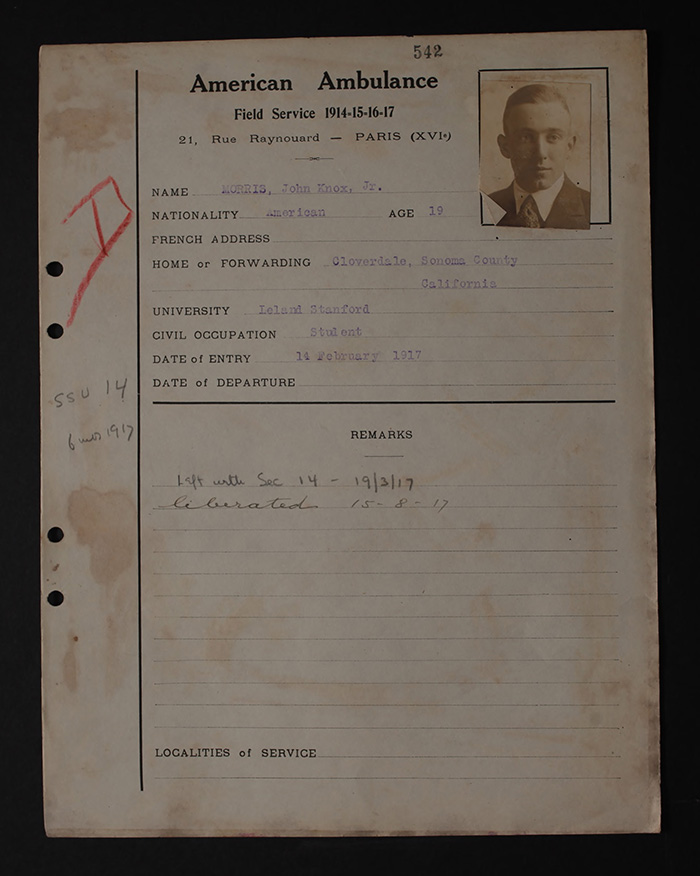 542
American Ambulance
Field Service 1914-15-16-17
21, Rue Raynouard — PARIS (XVIe)
NAME MORRIS, John Knox, Jr.
NATIONALITY American AGE 19
FRENCH ADDRESS
HOME or FORWARDING Cloverdale, Sonoma County
California
UNIVERSITY Leland Stanford
CIVIL OCCUPATION Student
DATE of ENTRY 14 February 1917
DATE of DEPARTURE
SSU 14
6 mos 1917
REMARKS
Left with Sec 14 - 19/3/17
liberated 15-8-17
LOCALITIES of SERVICE